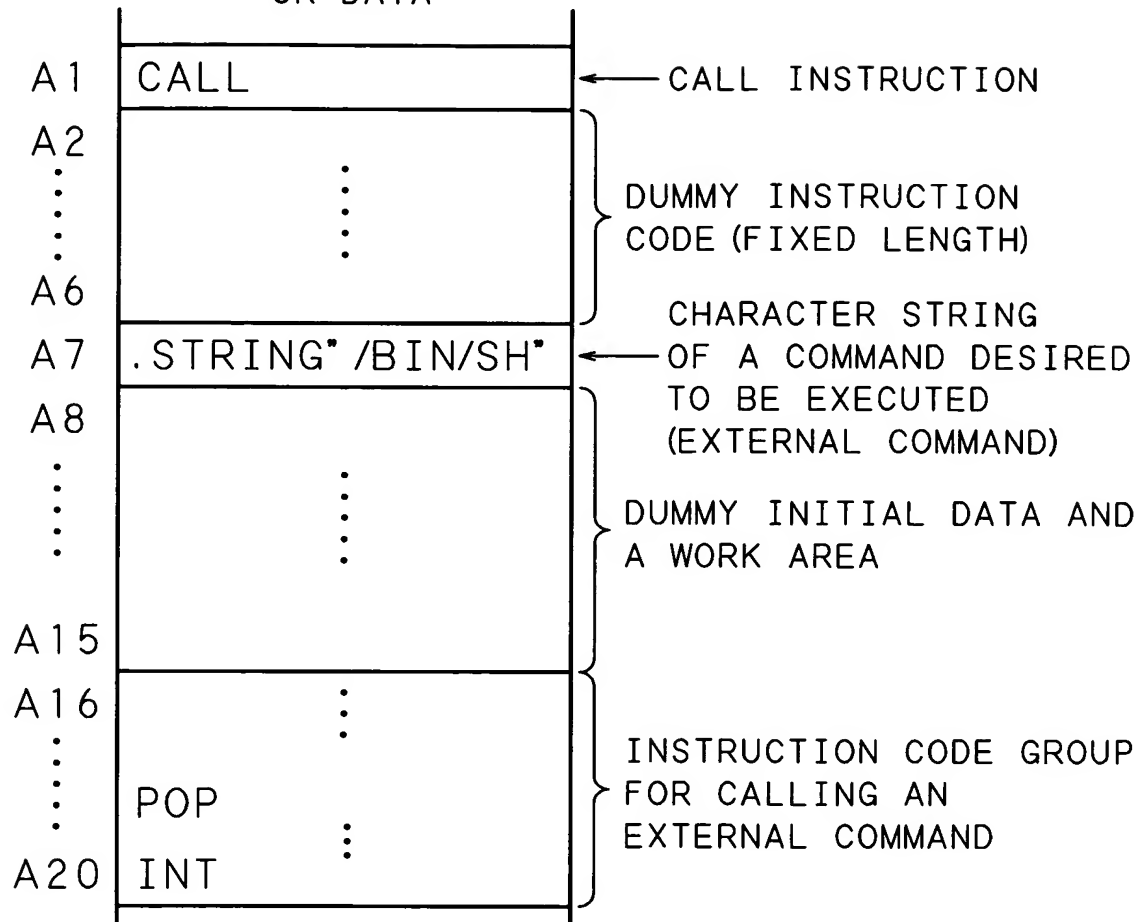 OR DATA
A1 CALL CALL INSTRUCTION
A2
DUMMY INSTRUCTION
CODE (FIXED LENGTH)
A6
CHARACTER STRING
A7 .STRING" /BIN/SH" OF A COMMAND DESIRED
TO BE EXECUTED
A8
(EXTERNAL COMMAND)
DUMMY INITIAL DATA AND
A WORK AREA
A15
A16
INSTRUCTION CODE GROUP
POP FOR CALLING AN
EXTERNAL COMMAND
A20 INT